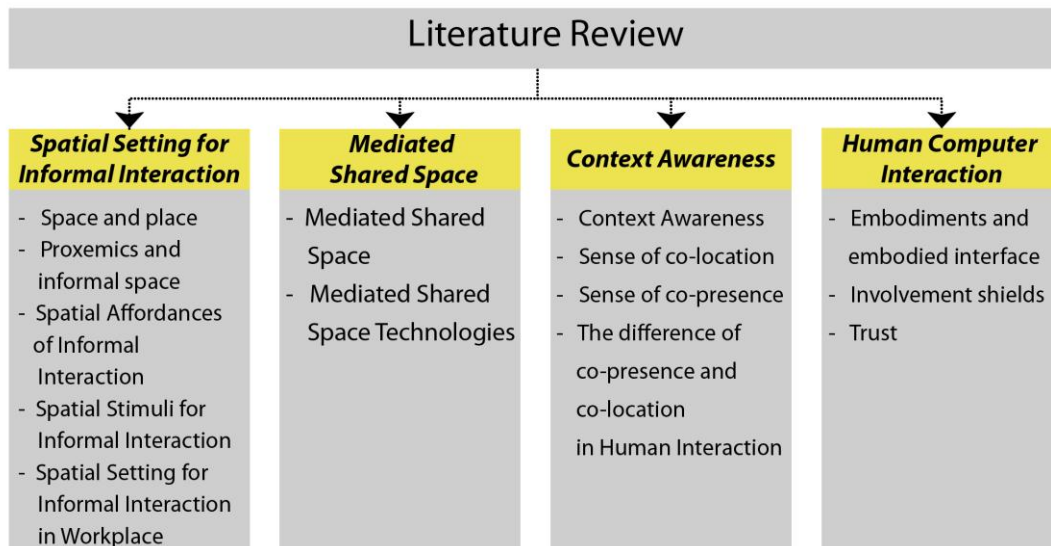 Literature Review
Spatial Setting for
Informal Interaction
- Space and place
- Proxemics and
informal space
- Spatial Affordances
of Informal
Interaction
- Spatial Stimuli for
Informal Interaction
- Spatial Setting for
Informal Interaction
in Workplace
Mediated
Shared Space
- Mediated Shared
Space
- Mediated Shared
Space Technologies
Context Awareness
- Context Awareness
- Sense of co-location
- Sense of co-presence
- The difference of
co-presence and
co-location
in Human Interaction
Human Computer
Interaction
- Embodiments and
embodied interface
- Involvement shields
- Trust